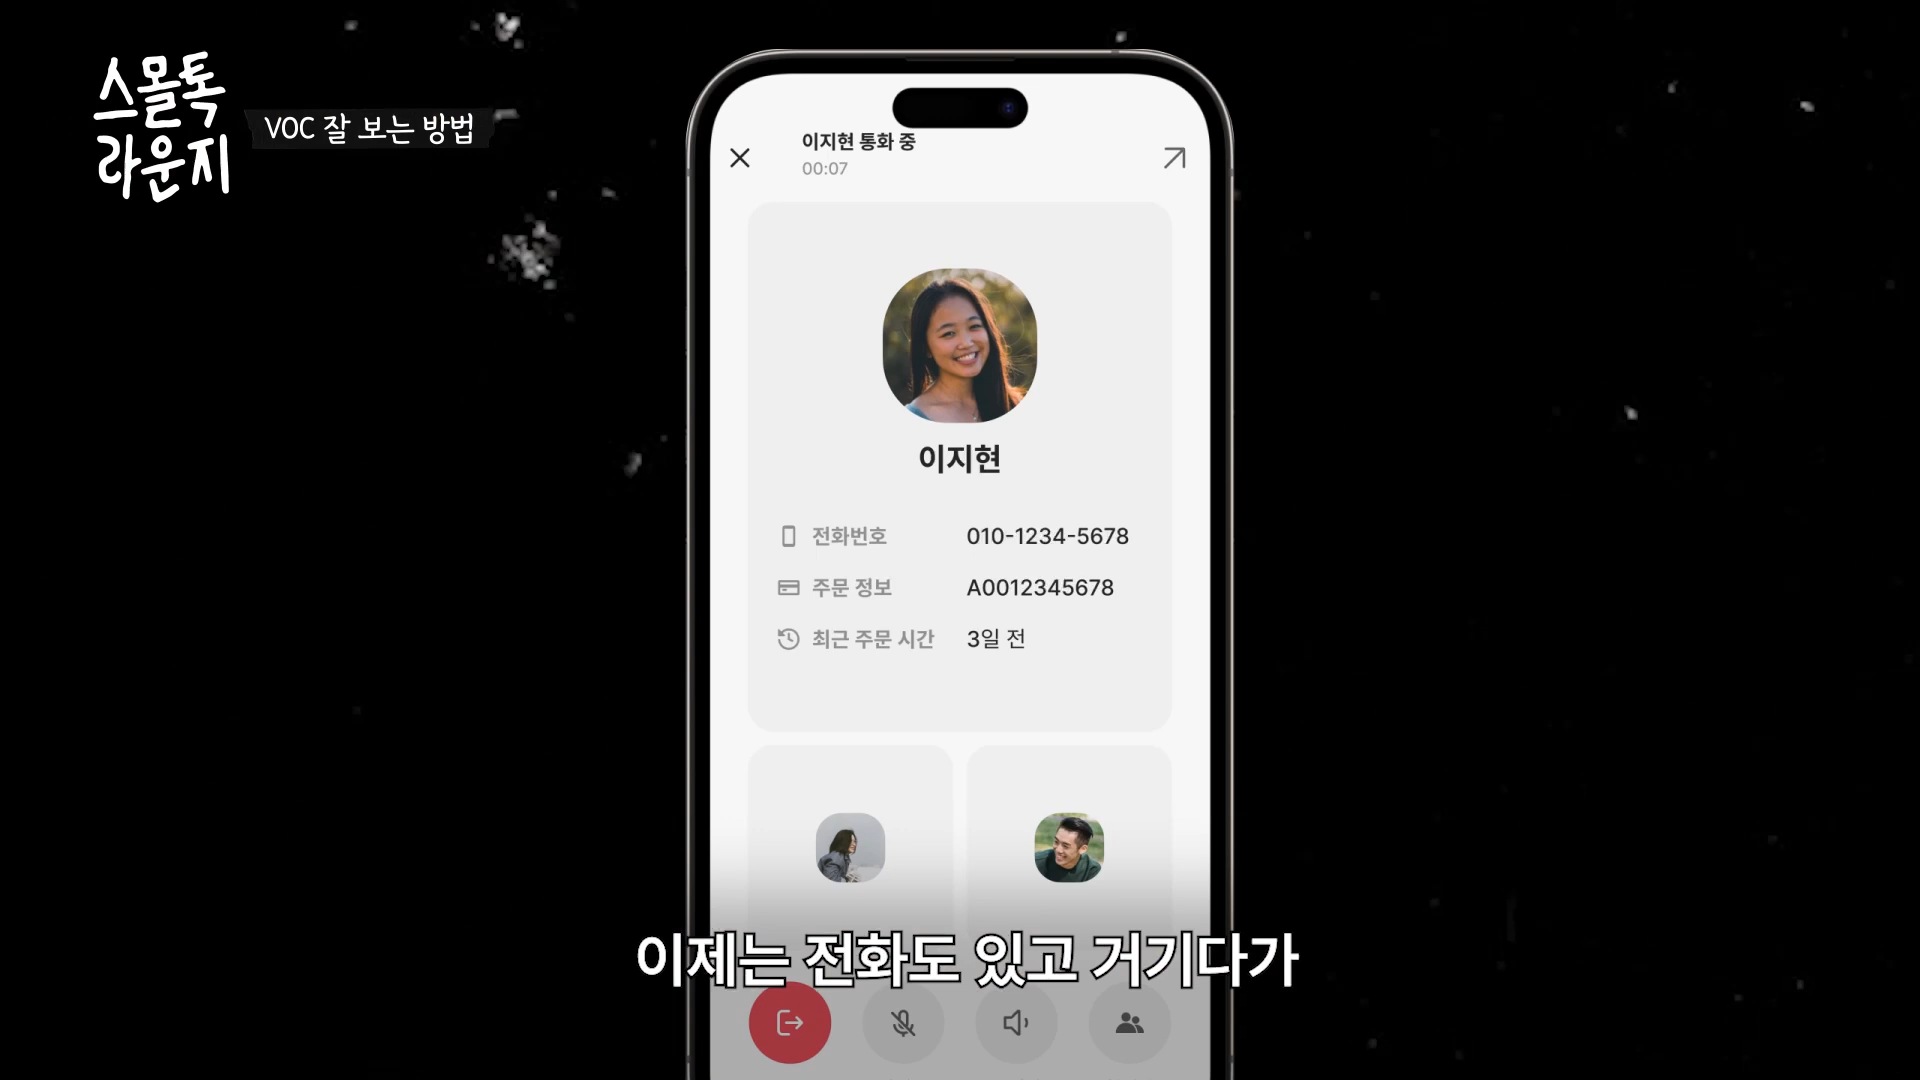 스몰톡
라운지
VOC 잘 보는 방법
이지현 통화 중
00:07
이지현
전화번호 010-1234-5678
주문 정보 A0012345678
최근 주문 시간 3일 전
이제는 전화도 있고 거기다가